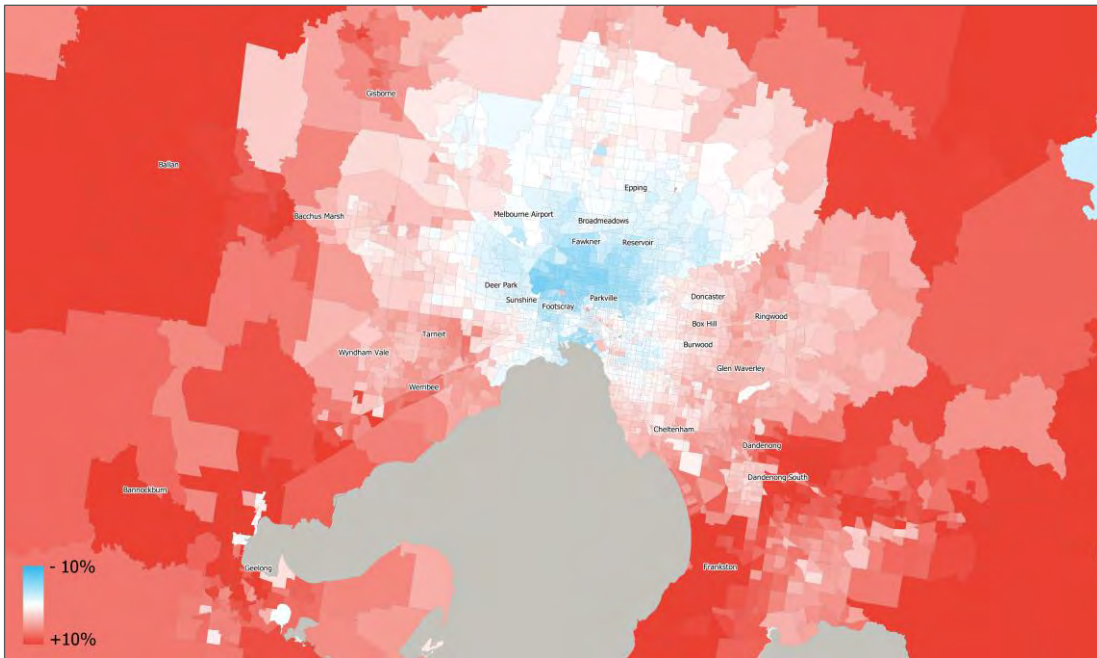 Gisborne
Ballan
Epping
Bacchus Marsh
Melbourne Airport
Broadmeadows
Fawkner
Reservoir
Deer Park
Sunshine
Footscray
Parkville
Doncaster
Ringwood
Box Hill
Burwood
Tarneit
Wyndham Vale
Glen Waverley
Werribee
Cheltenham
Dandenong
Dandenong South
Bannockburn
Geelong
Frankston
- 10%
+10%